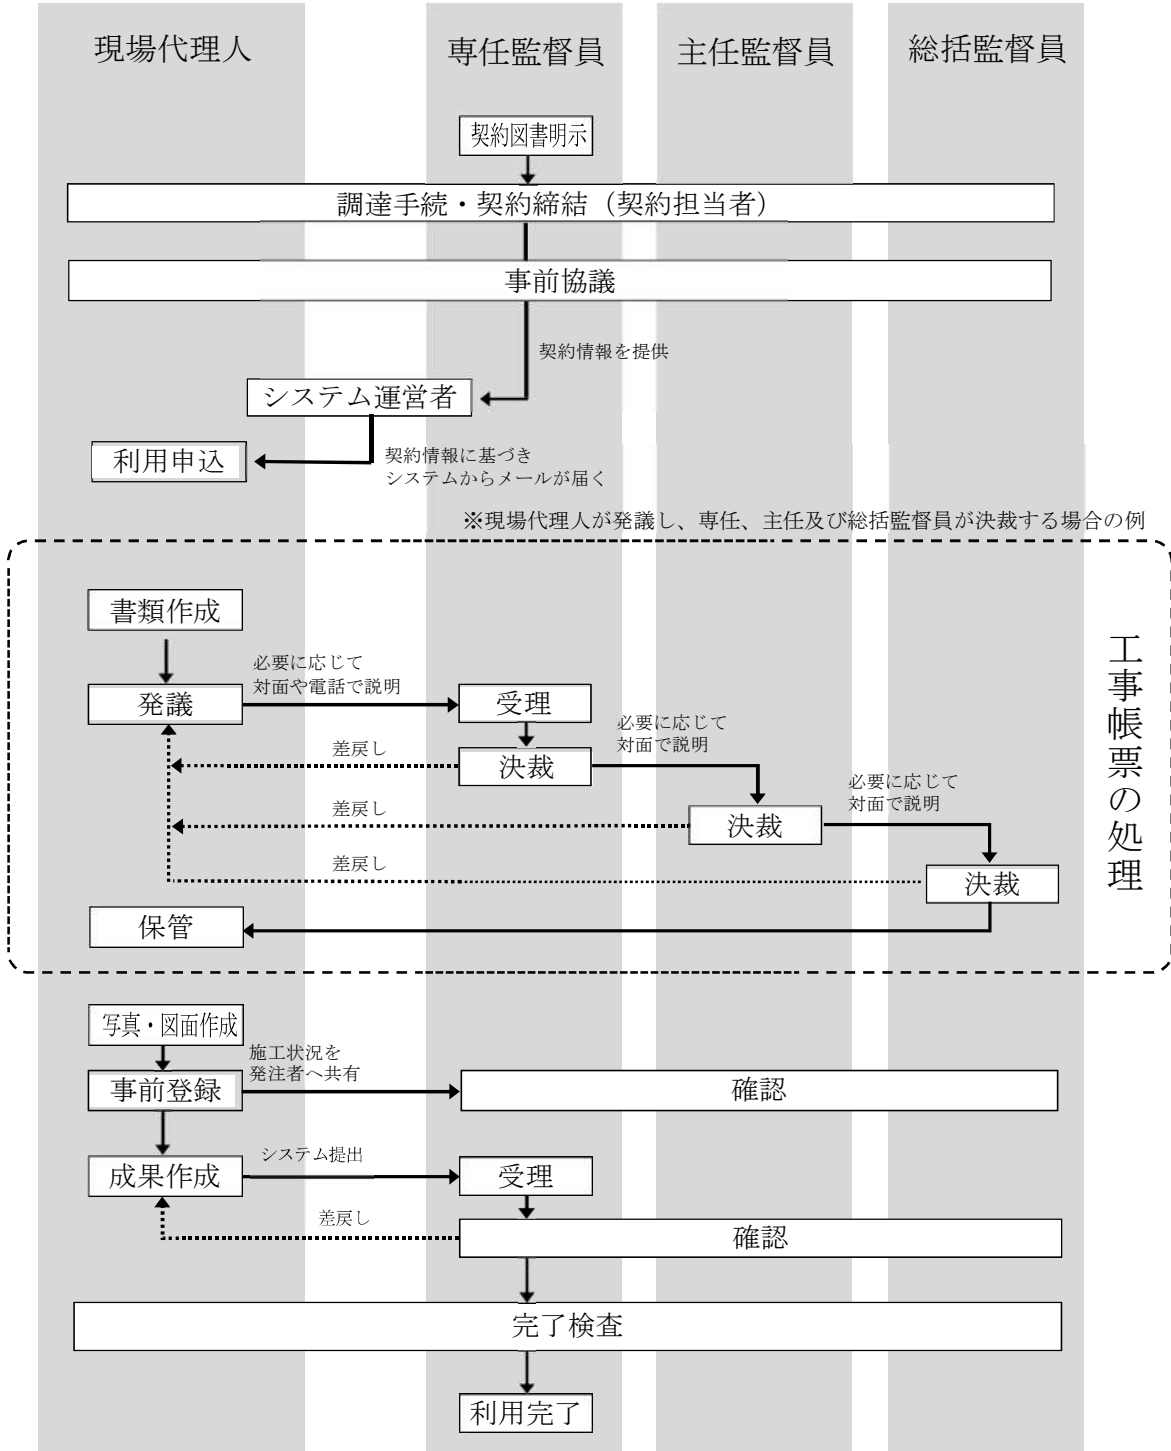 現場代理人
専任監督員
主任監督員
総括監督員
契約図書明示
調達手続・契約締結（契約担当者）
事前協議
契約情報を提供
システム運営者
利用申込
契約情報に基づき
システムからメールが届く
※現場代理人が発議し、専任、主任及び総括監督員が決裁する場合の例
工事帳票の処理
書類作成
必要に応じて
対面や電話で説明
発議
受理
必要に応じて
対面で説明
差戻し
決裁
必要に応じて
対面で説明
差戻し
決裁
差戻し
決裁
保管
写真・図面作成
施工状況を
発注者へ共有
事前登録
確認
システム提出
成果作成
受理
差戻し
確認
完了検査
利用完了